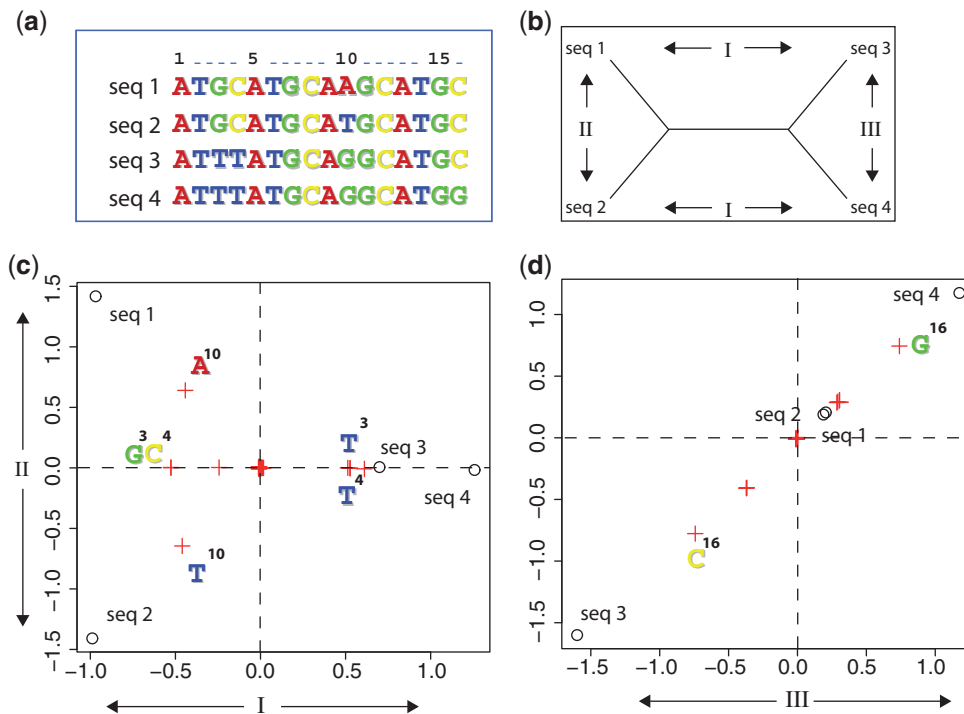 (a)
1 - - - - 5 - - - - 10 - - - - 15 -
seq 1 ATGCATGCAAGCATGC
seq 2 ATGCATGCATGCATGC
seq 3 ATTTATGCAGGCATGC
seq 4 ATTTATGCAGGCATGG
(b)
seq 1 I seq 3
II III
seq 2 I seq 4
(c)
1.5
1.0
0.5
0.0
−0.5
−1.0
−1.5
II
seq 1
A10
G3 C4
T3
seq 3
T4
seq 4
T10
seq 2
−1.0 −0.5 0.0 0.5 1.0
I
(d)
1.0
0.5
0.0
−0.5
−1.0
−1.5
seq 4
G16
seq 2
seq 1
C16
seq 3
−1.5 −1.0 −0.5 0.0 0.5 1.0
III